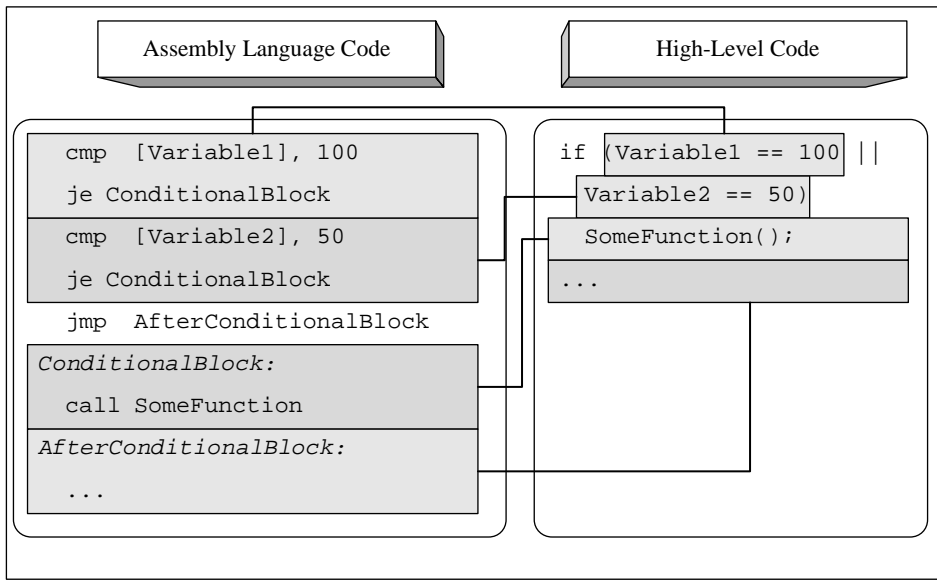 Assembly Language Code
High-Level Code
cmp [Variable1], 100
je ConditionalBlock
cmp [Variable2], 50
je ConditionalBlock
jmp AfterConditionalBlock
ConditionalBlock:
call SomeFunction
AfterConditionalBlock:
...
if (Variable1 == 100 ||
Variable2 == 50)
SomeFunction();
...